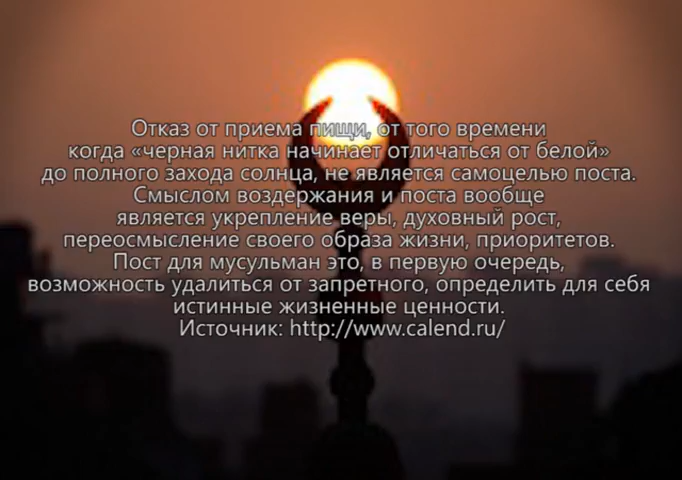 Отказ от приема пищи, от того времени
когда «черная нитка начинает отличаться от белой»
до полного захода солнца, не является самоцелью поста.
Смыслом воздержания и поста вообще
является укрепление веры, духовный рост,
переосмысление своего образа жизни, приоритетов.
Пост для мусульман это, в первую очередь,
возможность удалиться от запретного, определить для себя
истинные жизненные ценности.
Источник: http://www.calend.ru/